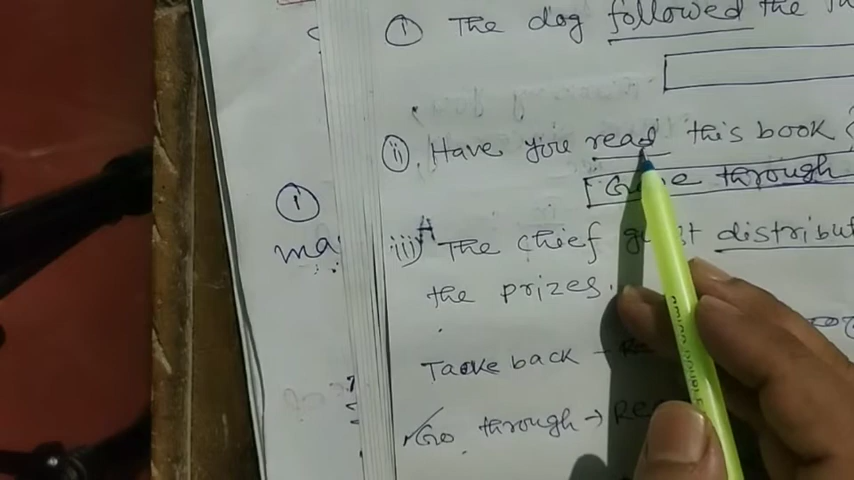 (i) The dog followed the
(ii). Have you read this book
through
(i)
iii) The chief distribut
ma
the prizes.
Take back -
✓Go through → Re